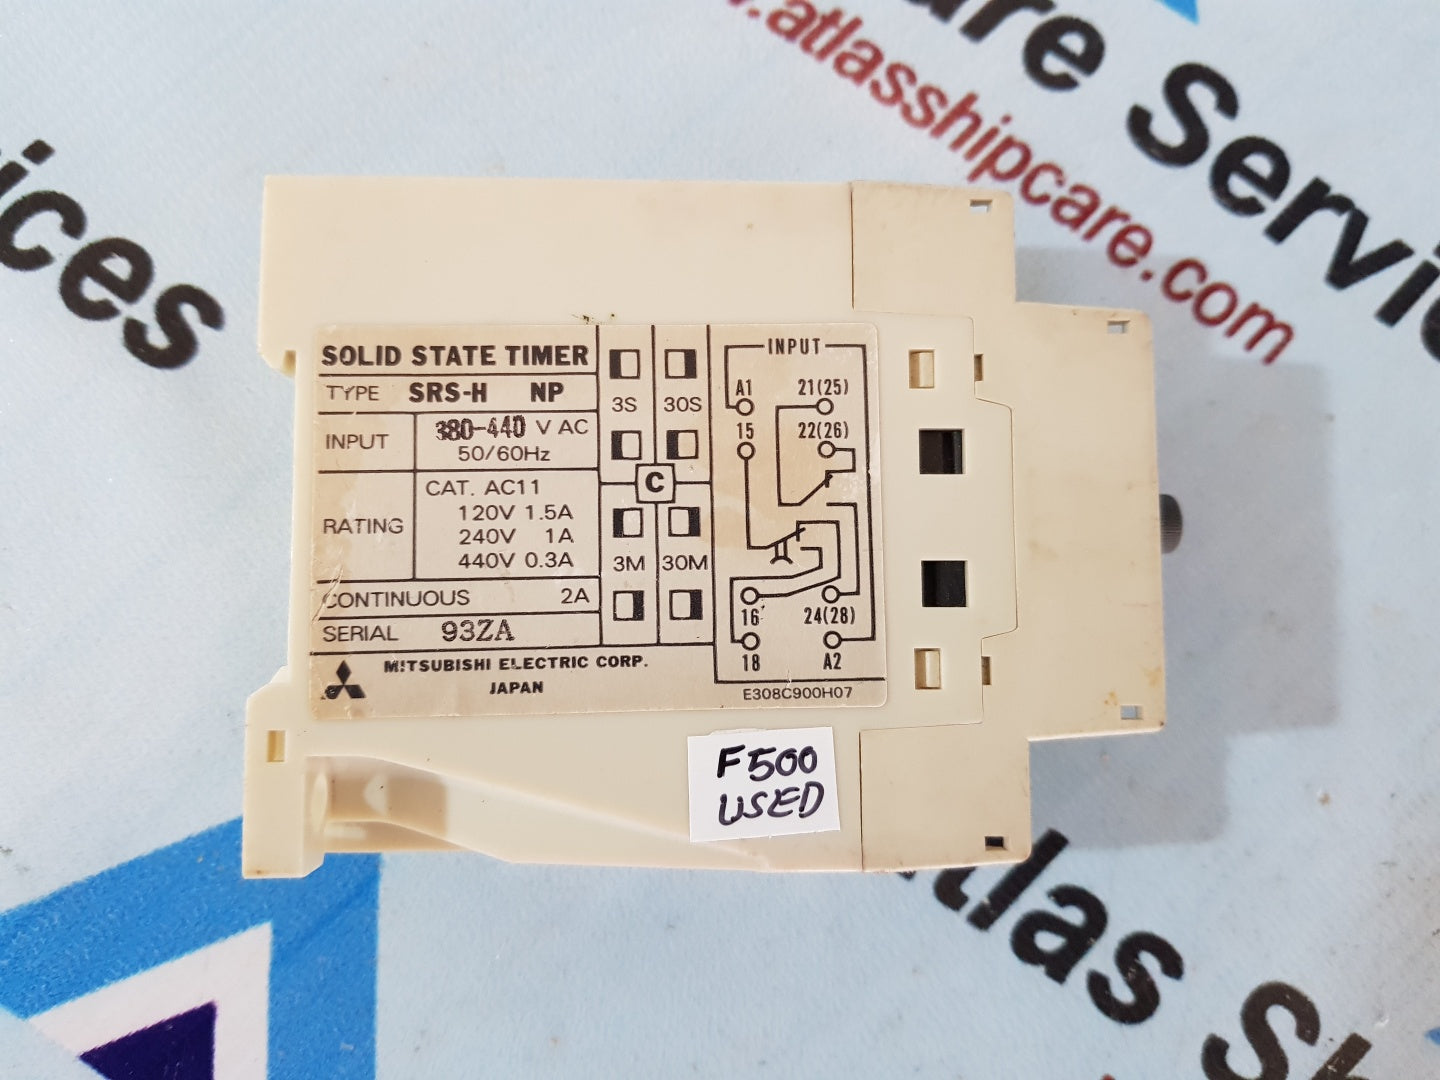 are Services
www.atlasshipcare.com
ices
SOLID STATE TIMER
TYPE SRS-H NP
INPUT 380-440 V AC
50/60Hz
RATING
CAT. AC11
120V 1.5A
240V 1A
440V 0.3A
CONTINUOUS 2A
SERIAL 93ZA
MITSUBISHI ELECTRIC CORP.
JAPAN
3S 30S
C
3M 30M
INPUT
A1 21(25)
15 22(26)
16 24(28)
18 A2
E308C900H07
F500
USED
tlas Sh